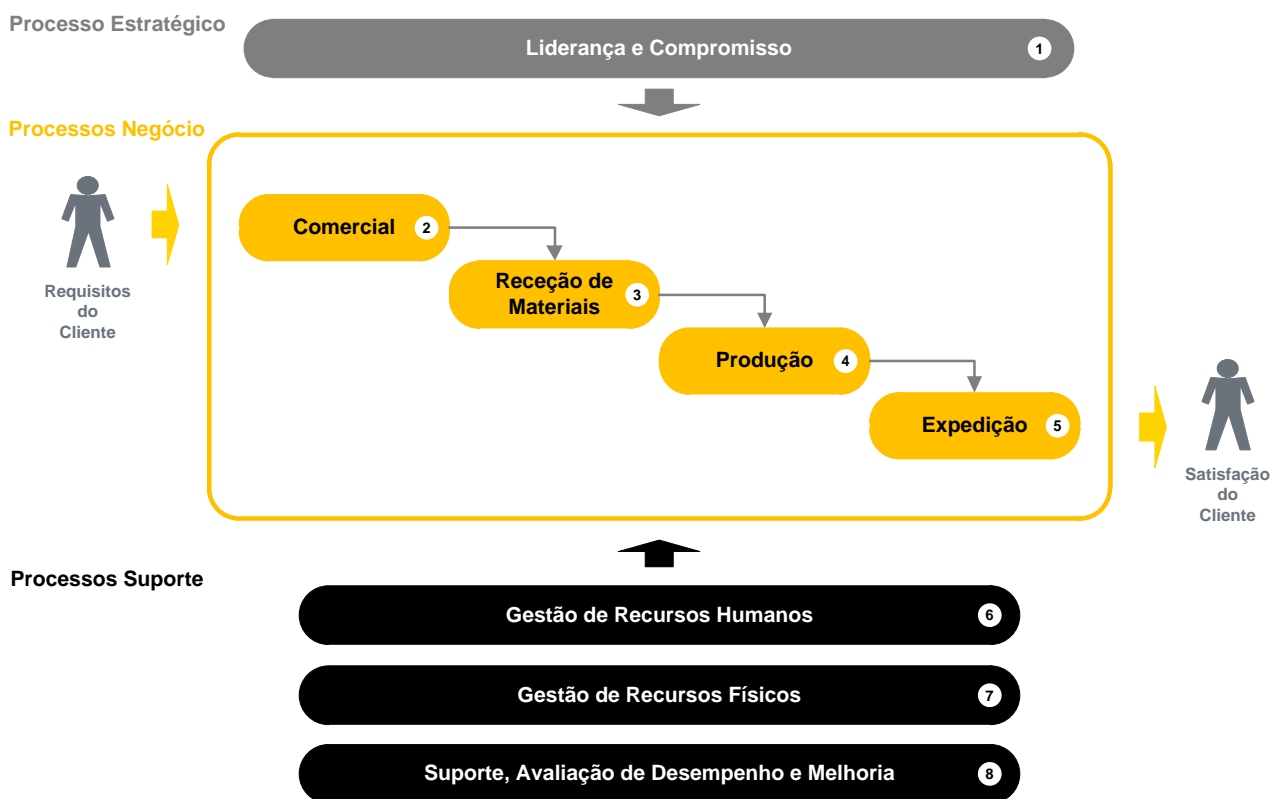 Processo Estratégico
Liderança e Compromisso 1
Processos Negócio
Comercial 2
Requisitos
do
Cliente
Receção de
Materiais
3
Produção 4
Expedição 5
Satisfação
do
Cliente
Processos Suporte
Gestão de Recursos Humanos 6
Gestão de Recursos Físicos 7
Suporte, Avaliação de Desempenho e Melhoria 8